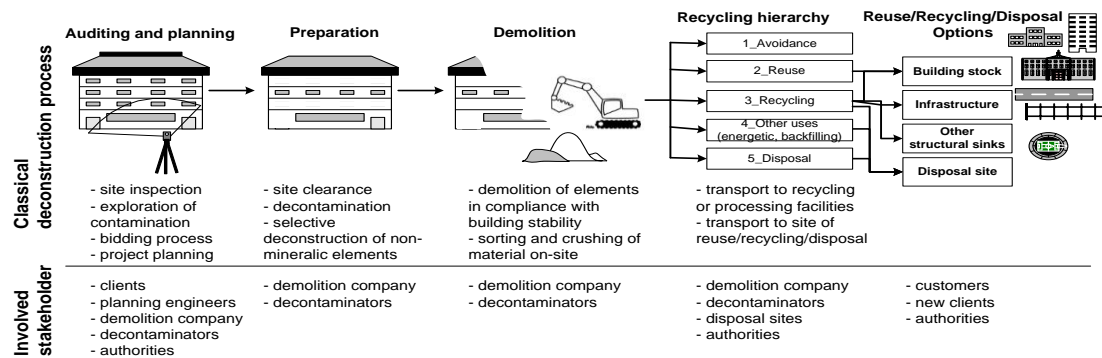 Classical
deconstruction process
Auditing and planning
- site inspection
- exploration of
contamination
- bidding process
- project planning
Preparation
- site clearance
- decontamination
- selective
deconstruction of non-
mineralic elements
Demolition
- demolition of elements
in compliance with
building stability
- sorting and crushing of
material on-site
Recycling hierarchy
1_Avoidance
2_Reuse
3_Recycling
4_Other uses
(energetic, backfilling)
5_Disposal
- transport to recycling
or processing facilities
- transport to site of
reuse/recycling/disposal
Reuse/Recycling/Disposal
Options
Building stock
Infrastructure
Other
structural sinks
Disposal site
Involved
stakeholder
- clients
- planning engineers
- demolition company
- decontaminators
- authorities
- demolition company
- decontaminators
- demolition company
- decontaminators
- demolition company
- decontaminators
- disposal sites
- authorities
- customers
- new clients
- authorities